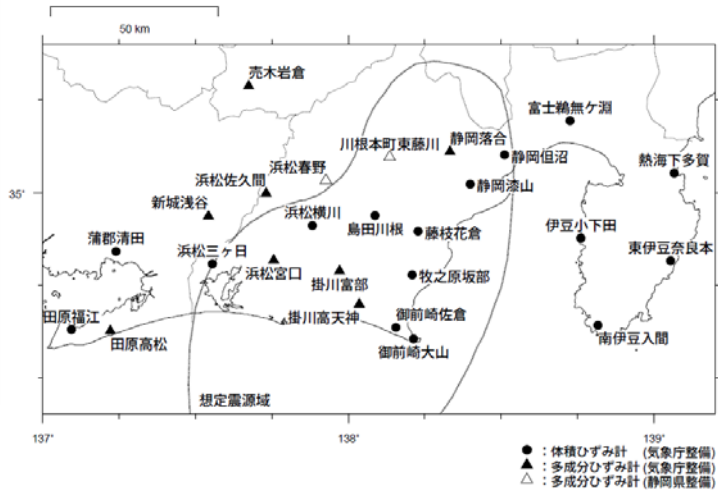 50 km
売木岩倉
富士鵜無ケ淵
川根本町東藤川
静岡落合
浜松春野
静岡但沼
熱海下多賀
35°
浜松佐久間
静岡漆山
新城浅谷
浜松横川
島田川根
藤枝花倉
伊豆小下田
蒲郡清田
浜松三ヶ日
東伊豆奈良本
浜松宮口
掛川富部
牧之原坂部
田原福江
掛川高天神
御前崎佐倉
田原高松
御前崎大山
南伊豆入間
想定震源域
137°
138°
139°
●：体積ひずみ計 (気象庁整備)
▲：多成分ひずみ計 (気象庁整備)
△：多成分ひずみ計 (静岡県整備)